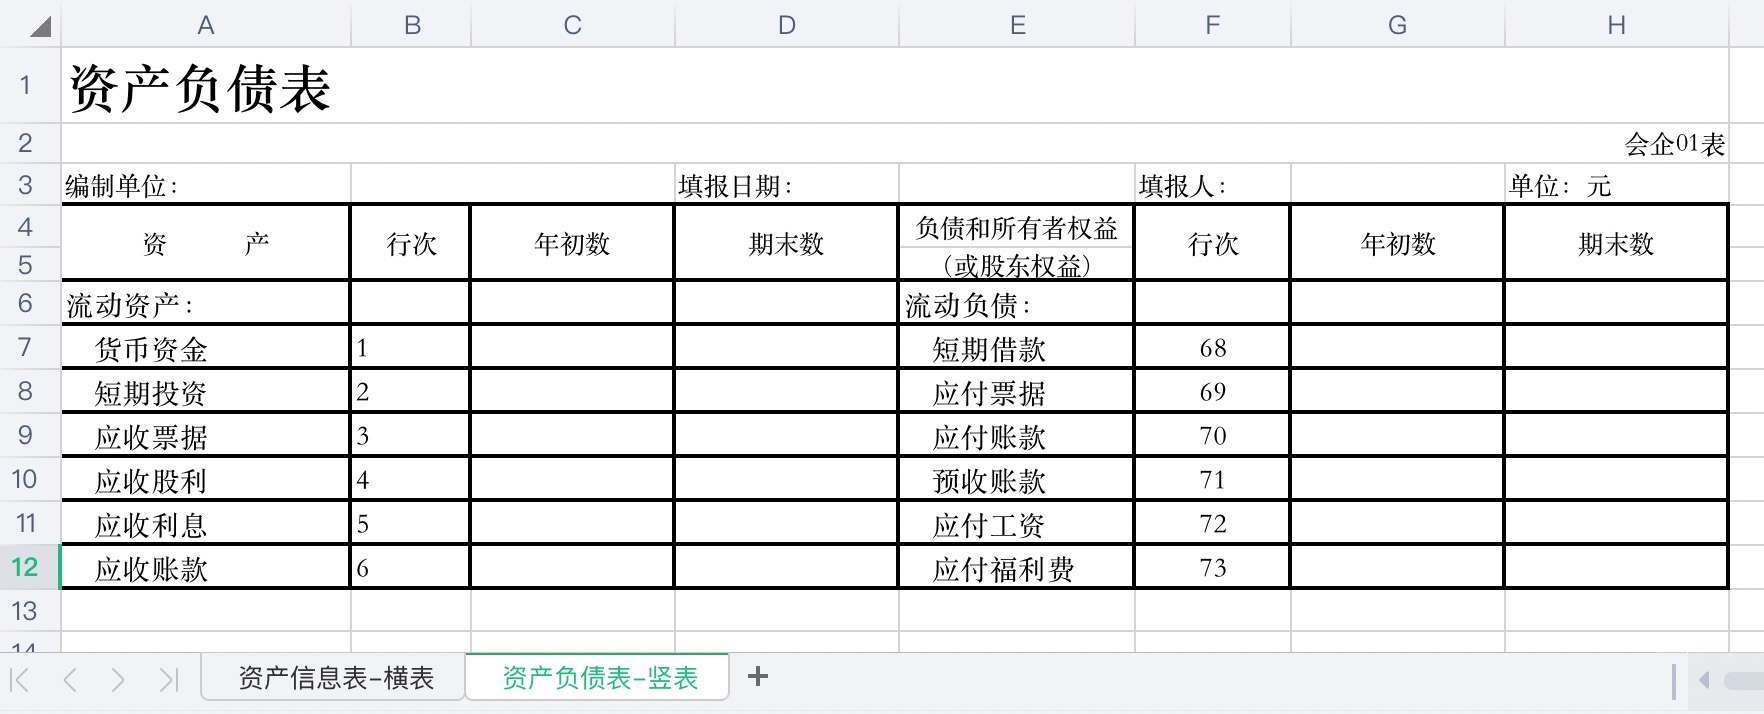 A B C D E F G H
1 资产负债表
2 会企01表
3 编制单位： 填报日期： 填报人： 单位：元
4 资 产 行次 年初数 期末数 负债和所有者权益 行次 年初数 期末数
5 （或股东权益）
6 流动资产： 流动负债：
7 货币资金 1 短期借款 68
8 短期投资 2 应付票据 69
9 应收票据 3 应付账款 70
10 应收股利 4 预收账款 71
11 应收利息 5 应付工资 72
12 应收账款 6 应付福利费 73
13
14
资产信息表-横表 资产负债表-竖表 +